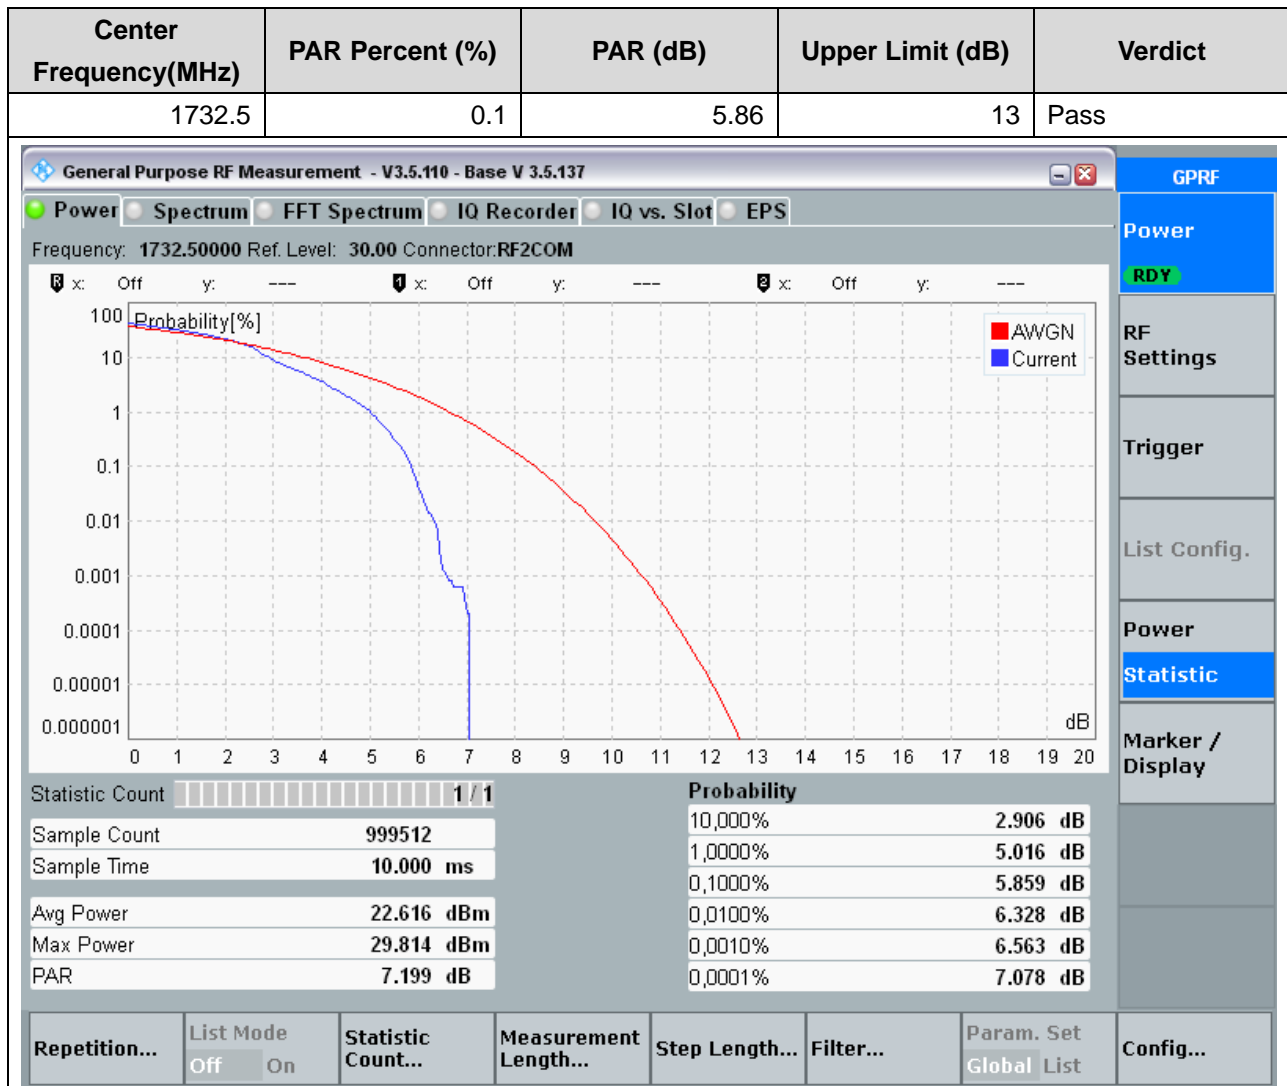 Center Frequency(MHz) PAR Percent (%) PAR (dB) Upper Limit (dB) Verdict
1732.5 0.1 5.86 13 Pass
General Purpose RF Measurement - V3.5.110 - Base V 3.5.137
GPRF
Power Spectrum FFT Spectrum IQ Recorder IQ vs. Slot EPS
Frequency: 1732.50000 Ref. Level: 30.00 Connector:RF2COM
R x: Off y: --- 1 x: Off y: --- 2 x: Off y: ---
Probability[%]
AWGN
Current
100
10
1
0.1
0.01
0.001
0.0001
0.00001
0.000001
dB
0 1 2 3 4 5 6 7 8 9 10 11 12 13 14 15 16 17 18 19 20
Statistic Count 1 / 1
Sample Count 999512
Sample Time 10.000 ms
Avg Power 22.616 dBm
Max Power 29.814 dBm
PAR 7.199 dB
Probability
10,000% 2.906 dB
1,0000% 5.016 dB
0,1000% 5.859 dB
0,0100% 6.328 dB
0,0010% 6.563 dB
0,0001% 7.078 dB
Power
RDY
RF
Settings
Trigger
List Config.
Power
Statistic
Marker /
Display
Repetition...
List Mode
Off On
Statistic
Count...
Measurement
Length...
Step Length...
Filter...
Param. Set
Global List
Config...